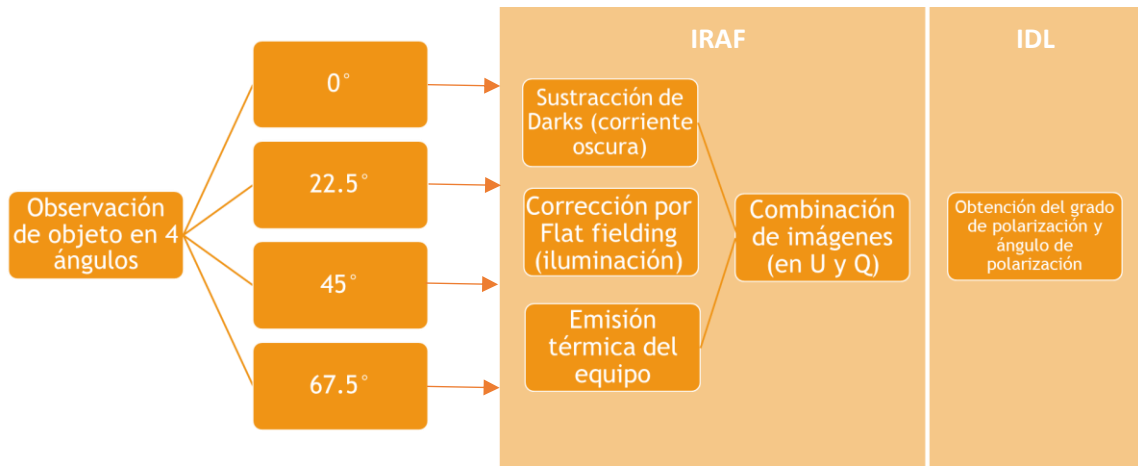 Observación
de objeto en 4
ángulos
0°
22.5°
45°
67.5°
IRAF
Sustracción de
Darks (corriente
oscura)
Corrección por
Flat fielding
(iluminación)
Emisión
térmica del
equipo
Combinación
de imágenes
(en U y Q)
IDL
Obtención del grado
de polarización y
ángulo de
polarización